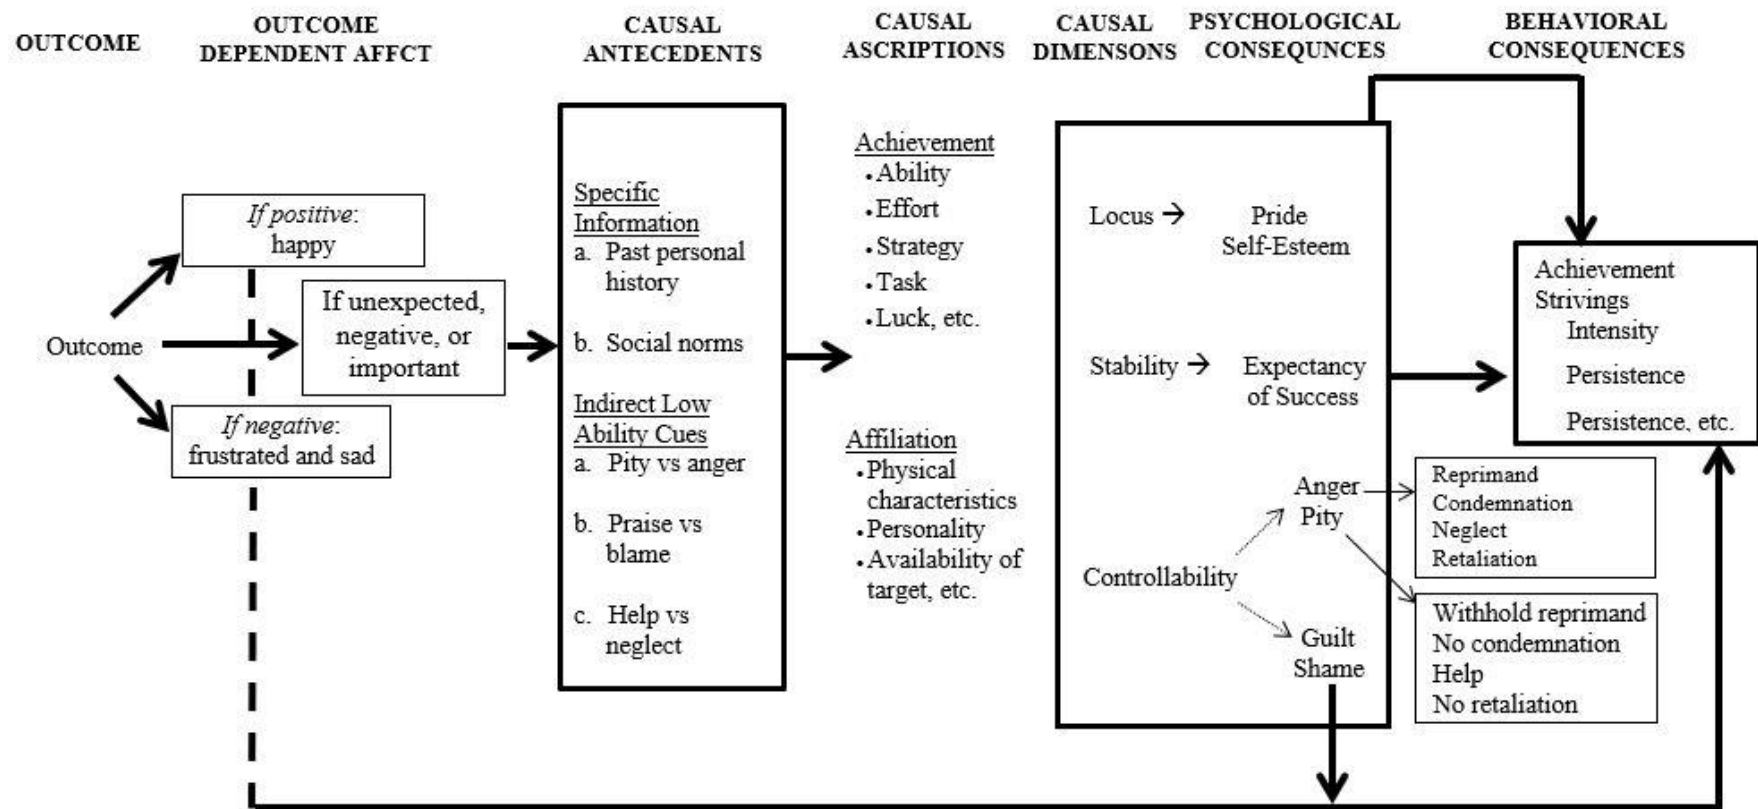 OUTCOME
OUTCOME
DEPENDENT AFFCT
CAUSAL
ANTECEDENTS
CAUSAL
ASCRIPTIONS
CAUSAL
DIMENSONS
PSYCHOLOGICAL
CONSEQUNCES
BEHAVIORAL
CONSEQUENCES
Outcome
If positive:
happy
If unexpected,
negative, or
important
If negative:
frustrated and sad
Specific
Information
a. Past personal
history
b. Social norms
Indirect Low
Ability Cues
a. Pity vs anger
b. Praise vs
blame
c. Help vs
neglect
Achievement
•Ability
•Effort
•Strategy
•Task
•Luck, etc.
Affiliation
•Physical
characteristics
•Personality
•Availability of
target, etc.
Locus →
Pride
Self-Esteem
Stability →
Expectancy
of Success
Controllability
Anger
Pity
Guilt
Shame
Achievement
Strivings
Intensity
Persistence
Persistence, etc.
Reprimand
Condemnation
Neglect
Retaliation
Withhold reprimand
No condemnation
Help
No retaliation